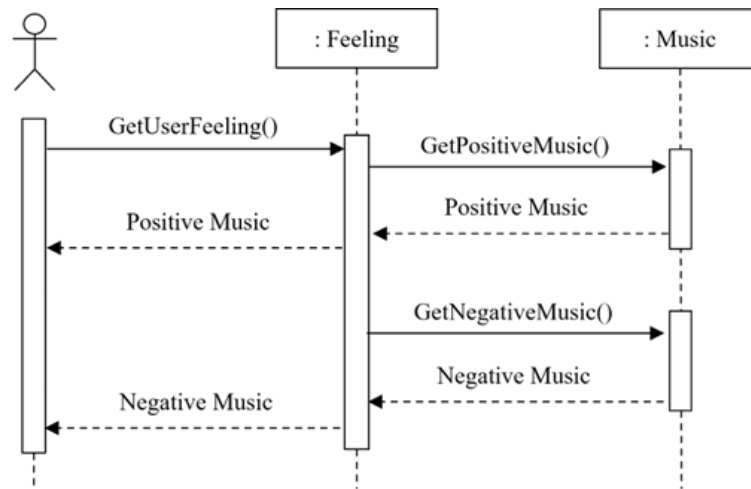 : Feeling
: Music
GetUserFeeling()
GetPositiveMusic()
Positive Music
Positive Music
GetNegativeMusic()
Negative Music
Negative Music